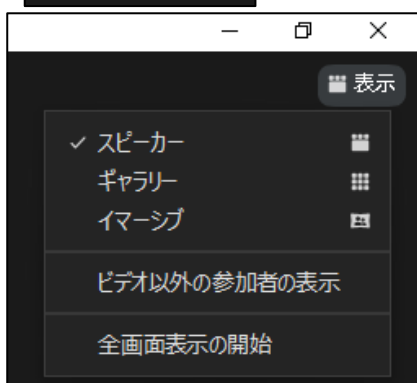 表示
スピーカー
ギャラリー
イマーシブ
ビデオ以外の参加者の表示
全画面表示の開始